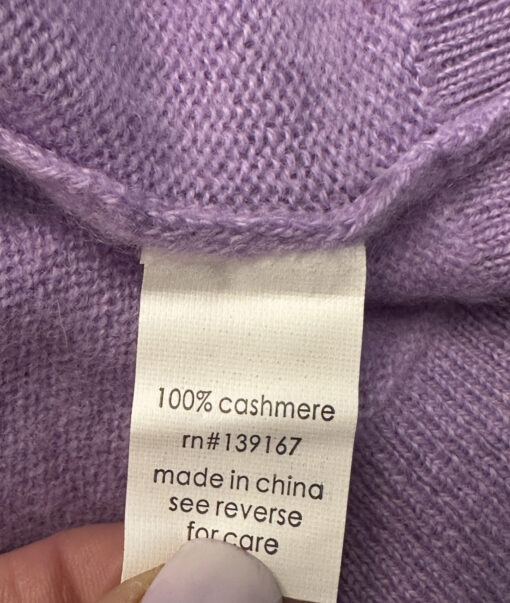 100% cashmere
rn#139167
made in china
see reverse
for care